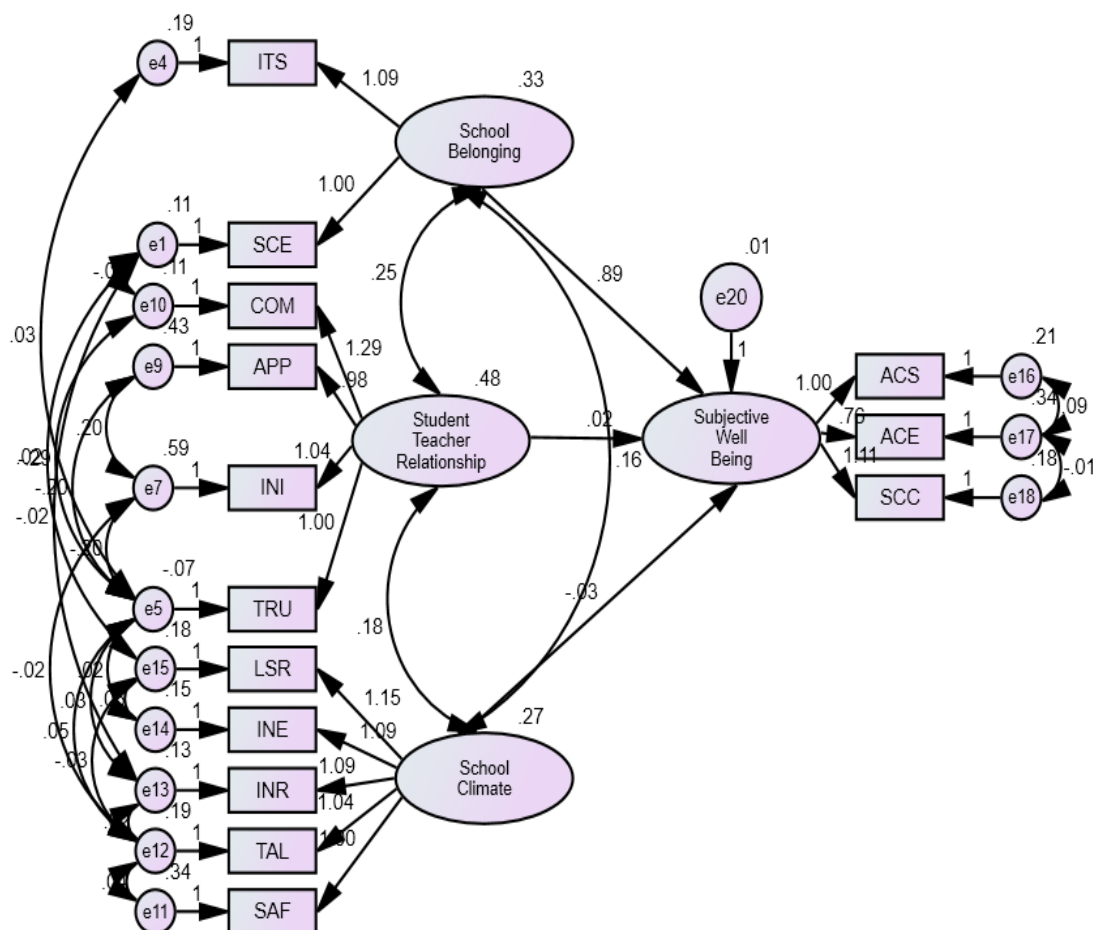 .19
e4
1
ITS
1.09
.33
School
Belonging
1.00
.11
e1
1
SCE
.11
e10
1
COM
.25
.89
.01
e20
1
.03
.43
e9
1
APP
1.29
.98
.48
Student
Teacher
Relationship
.02
.16
Subjective
Well
Being
1.00
.76
1.11
ACS
ACE
SCC
1
1
1
.21
e16
.34
e17
.18
e18
.09
-.01
.20
.59
e7
1
INI
1.04
1.00
-.20
-.02
-.07
e5
1
TRU
.18
-.03
.18
e15
1
LSR
1.15
-.02
.02
.03
.15
e14
1
INE
1.09
.27
School
Climate
.05
-.03
.13
e13
1
INR
1.09
.19
e12
1
TAL
1.04
.34
e11
1
SAF